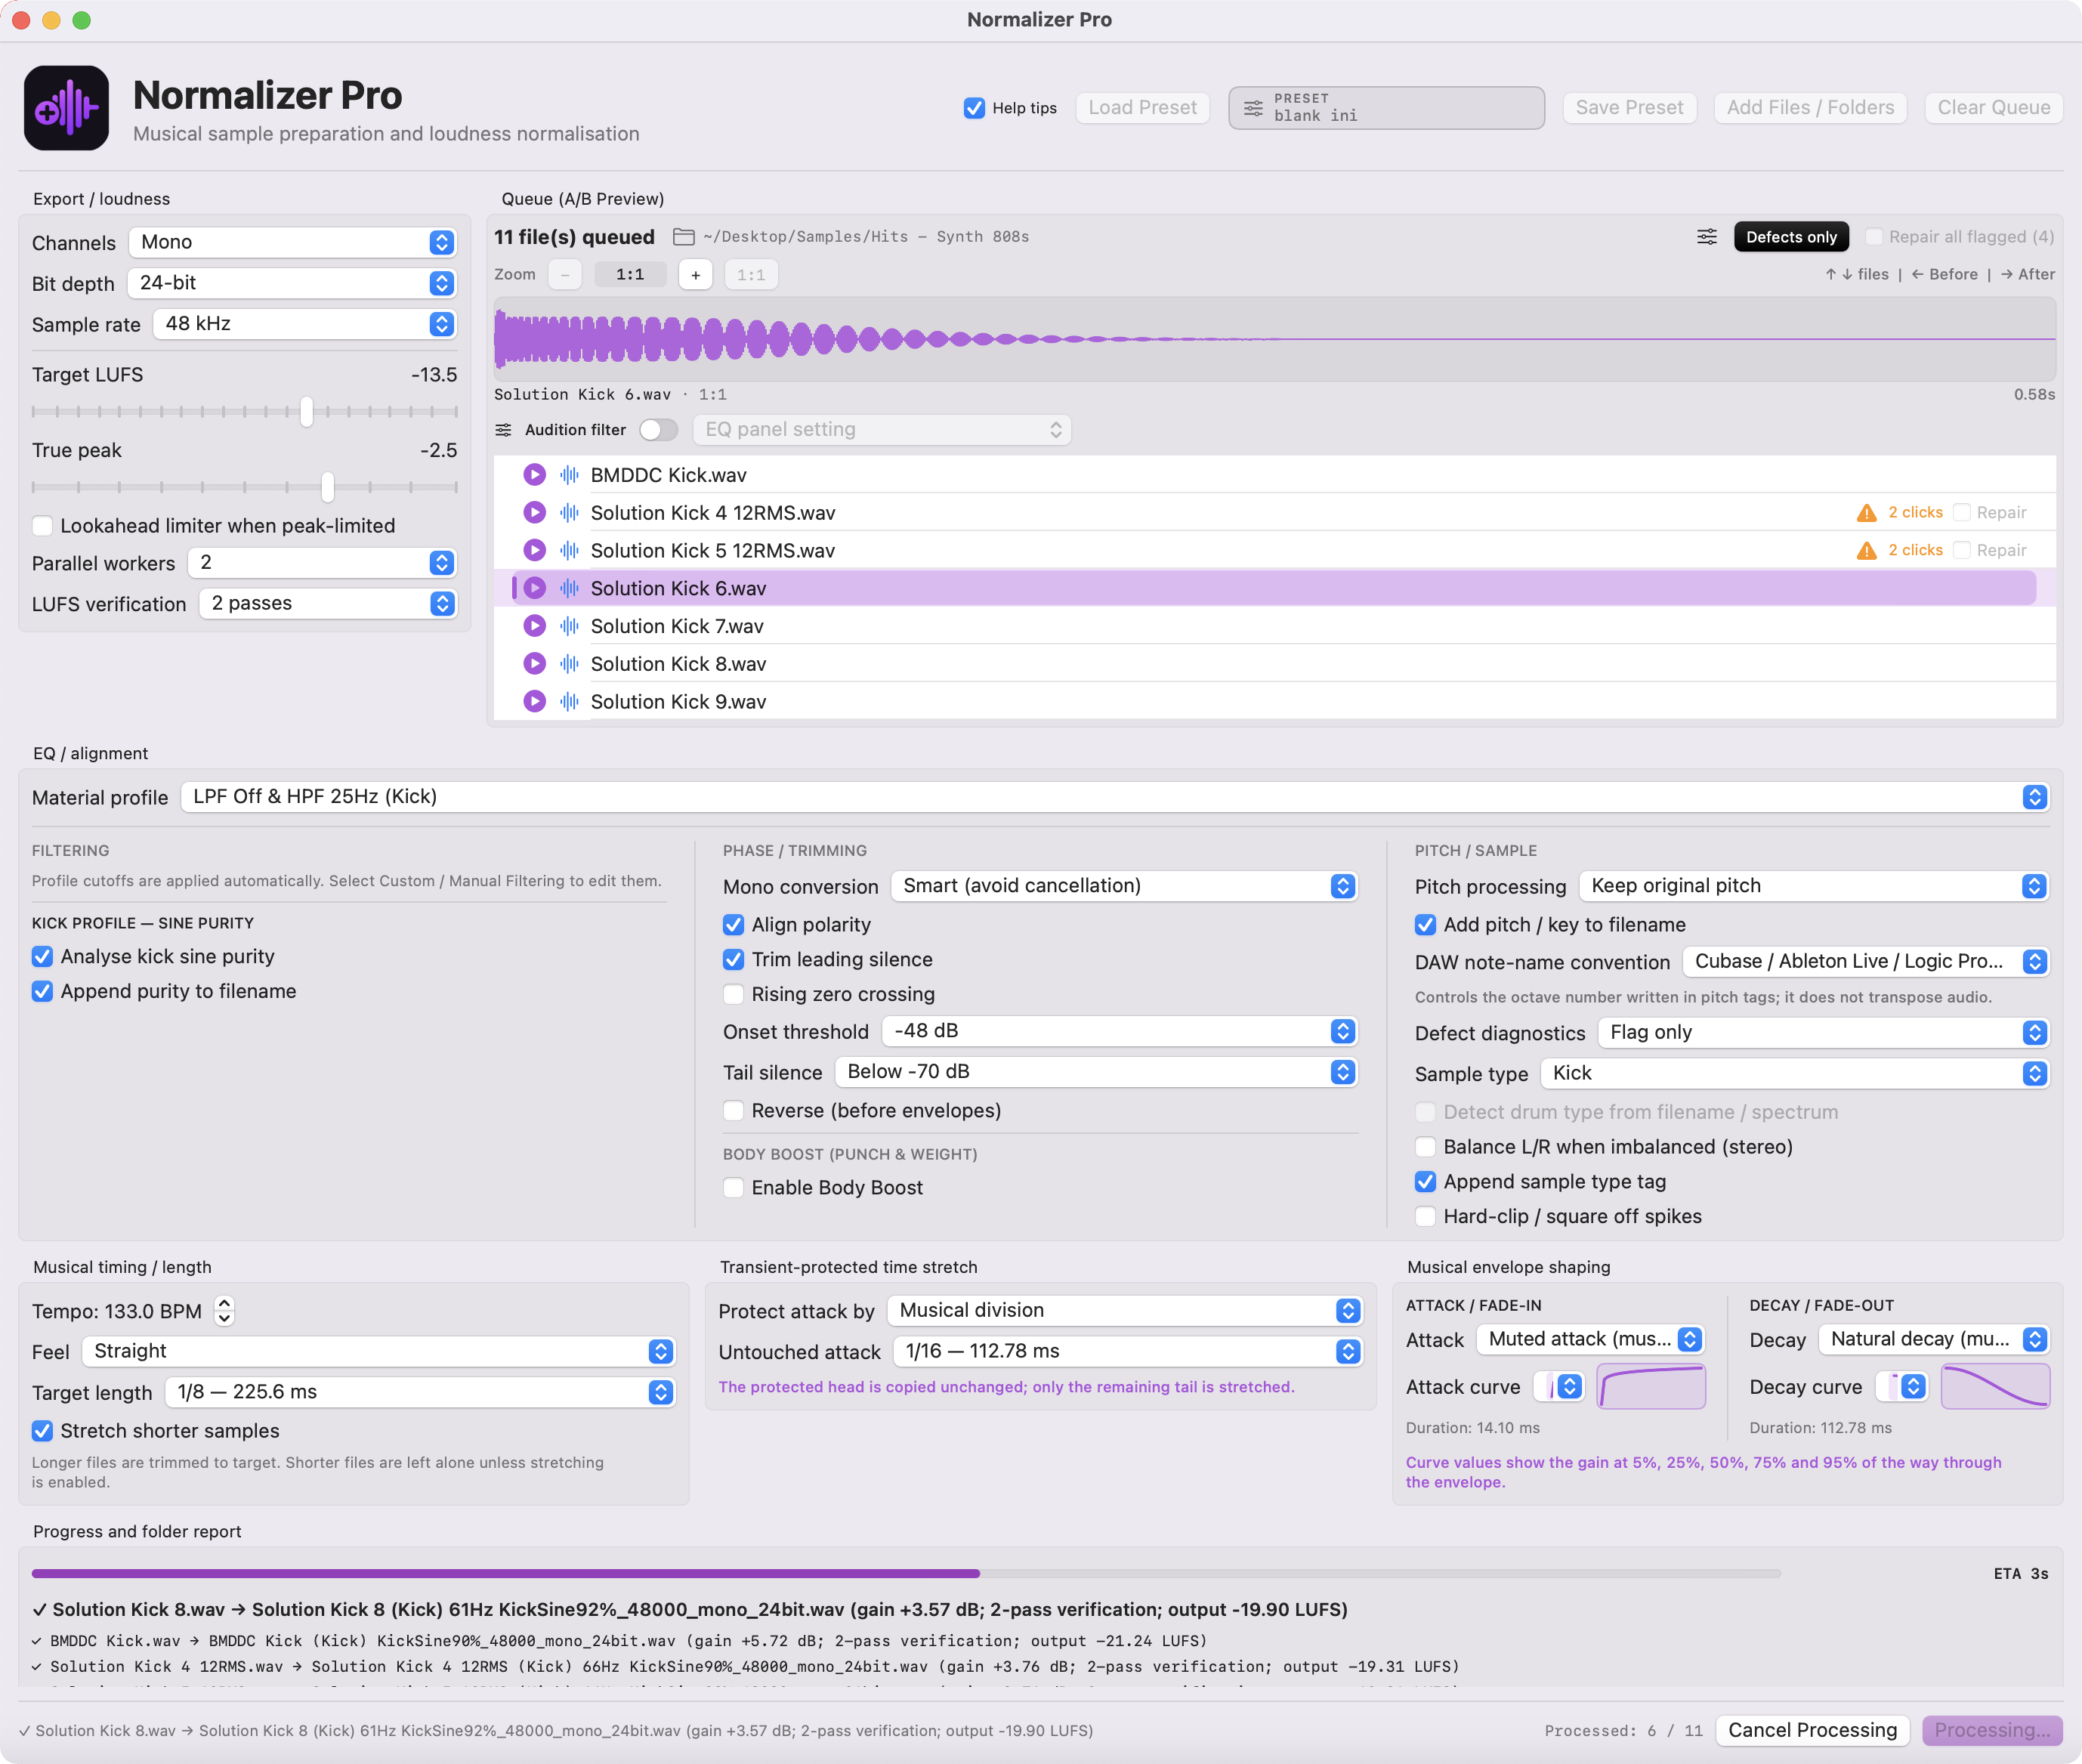 Normalizer Pro
Normalizer Pro
Musical sample preparation and loudness normalisation
Help tips
Load Preset
PRESET
blank ini
Save Preset
Add Files / Folders
Clear Queue
Export / loudness
Channels Mono
Bit depth 24-bit
Sample rate 48 kHz
Target LUFS -13.5
True peak -2.5
Lookahead limiter when peak-limited
Parallel workers 2
LUFS verification 2 passes
Queue (A/B Preview)
11 file(s) queued ~/Desktop/Samples/Hits — Synth 808s
Defects only
Repair all flagged (4)
Zoom − 1:1 + 1:1
↑ ↓ files | ← Before | → After
Solution Kick 6.wav · 1:1 0.58s
Audition filter EQ panel setting
BMDDC Kick.wav
Solution Kick 4 12RMS.wav 2 clicks Repair
Solution Kick 5 12RMS.wav 2 clicks Repair
Solution Kick 6.wav
Solution Kick 7.wav
Solution Kick 8.wav
Solution Kick 9.wav
EQ / alignment
Material profile LPF Off & HPF 25Hz (Kick)
FILTERING
Profile cutoffs are applied automatically. Select Custom / Manual Filtering to edit them.
KICK PROFILE — SINE PURITY
Analyse kick sine purity
Append purity to filename
PHASE / TRIMMING
Mono conversion Smart (avoid cancellation)
Align polarity
Trim leading silence
Rising zero crossing
Onset threshold -48 dB
Tail silence Below -70 dB
Reverse (before envelopes)
BODY BOOST (PUNCH & WEIGHT)
Enable Body Boost
PITCH / SAMPLE
Pitch processing Keep original pitch
Add pitch / key to filename
DAW note-name convention Cubase / Ableton Live / Logic Pro...
Controls the octave number written in pitch tags; it does not transpose audio.
Defect diagnostics Flag only
Sample type Kick
Detect drum type from filename / spectrum
Balance L/R when imbalanced (stereo)
Append sample type tag
Hard-clip / square off spikes
Musical timing / length
Tempo: 133.0 BPM
Feel Straight
Target length 1/8 — 225.6 ms
Stretch shorter samples
Longer files are trimmed to target. Shorter files are left alone unless stretching
is enabled.
Transient-protected time stretch
Protect attack by Musical division
Untouched attack 1/16 — 112.78 ms
The protected head is copied unchanged; only the remaining tail is stretched.
Musical envelope shaping
ATTACK / FADE-IN
Attack Muted attack (mus...
Attack curve
Duration: 14.10 ms
DECAY / FADE-OUT
Decay Natural decay (mu...
Decay curve
Duration: 112.78 ms
Curve values show the gain at 5%, 25%, 50%, 75% and 95% of the way through
the envelope.
Progress and folder report
ETA 3s
✓ Solution Kick 8.wav → Solution Kick 8 (Kick) 61Hz KickSine92%_48000_mono_24bit.wav (gain +3.57 dB; 2-pass verification; output -19.90 LUFS)
✓ BMDDC Kick.wav → BMDDC Kick (Kick) KickSine90%_48000_mono_24bit.wav (gain +5.72 dB; 2-pass verification; output -21.24 LUFS)
✓ Solution Kick 4 12RMS.wav → Solution Kick 4 12RMS (Kick) 66Hz KickSine90%_48000_mono_24bit.wav (gain +3.76 dB; 2-pass verification; output -19.31 LUFS)
✓ Solution Kick 8.wav → Solution Kick 8 (Kick) 61Hz KickSine92%_48000_mono_24bit.wav (gain +3.57 dB; 2-pass verification; output -19.90 LUFS)
Processed: 6 / 11
Cancel Processing
Processing...